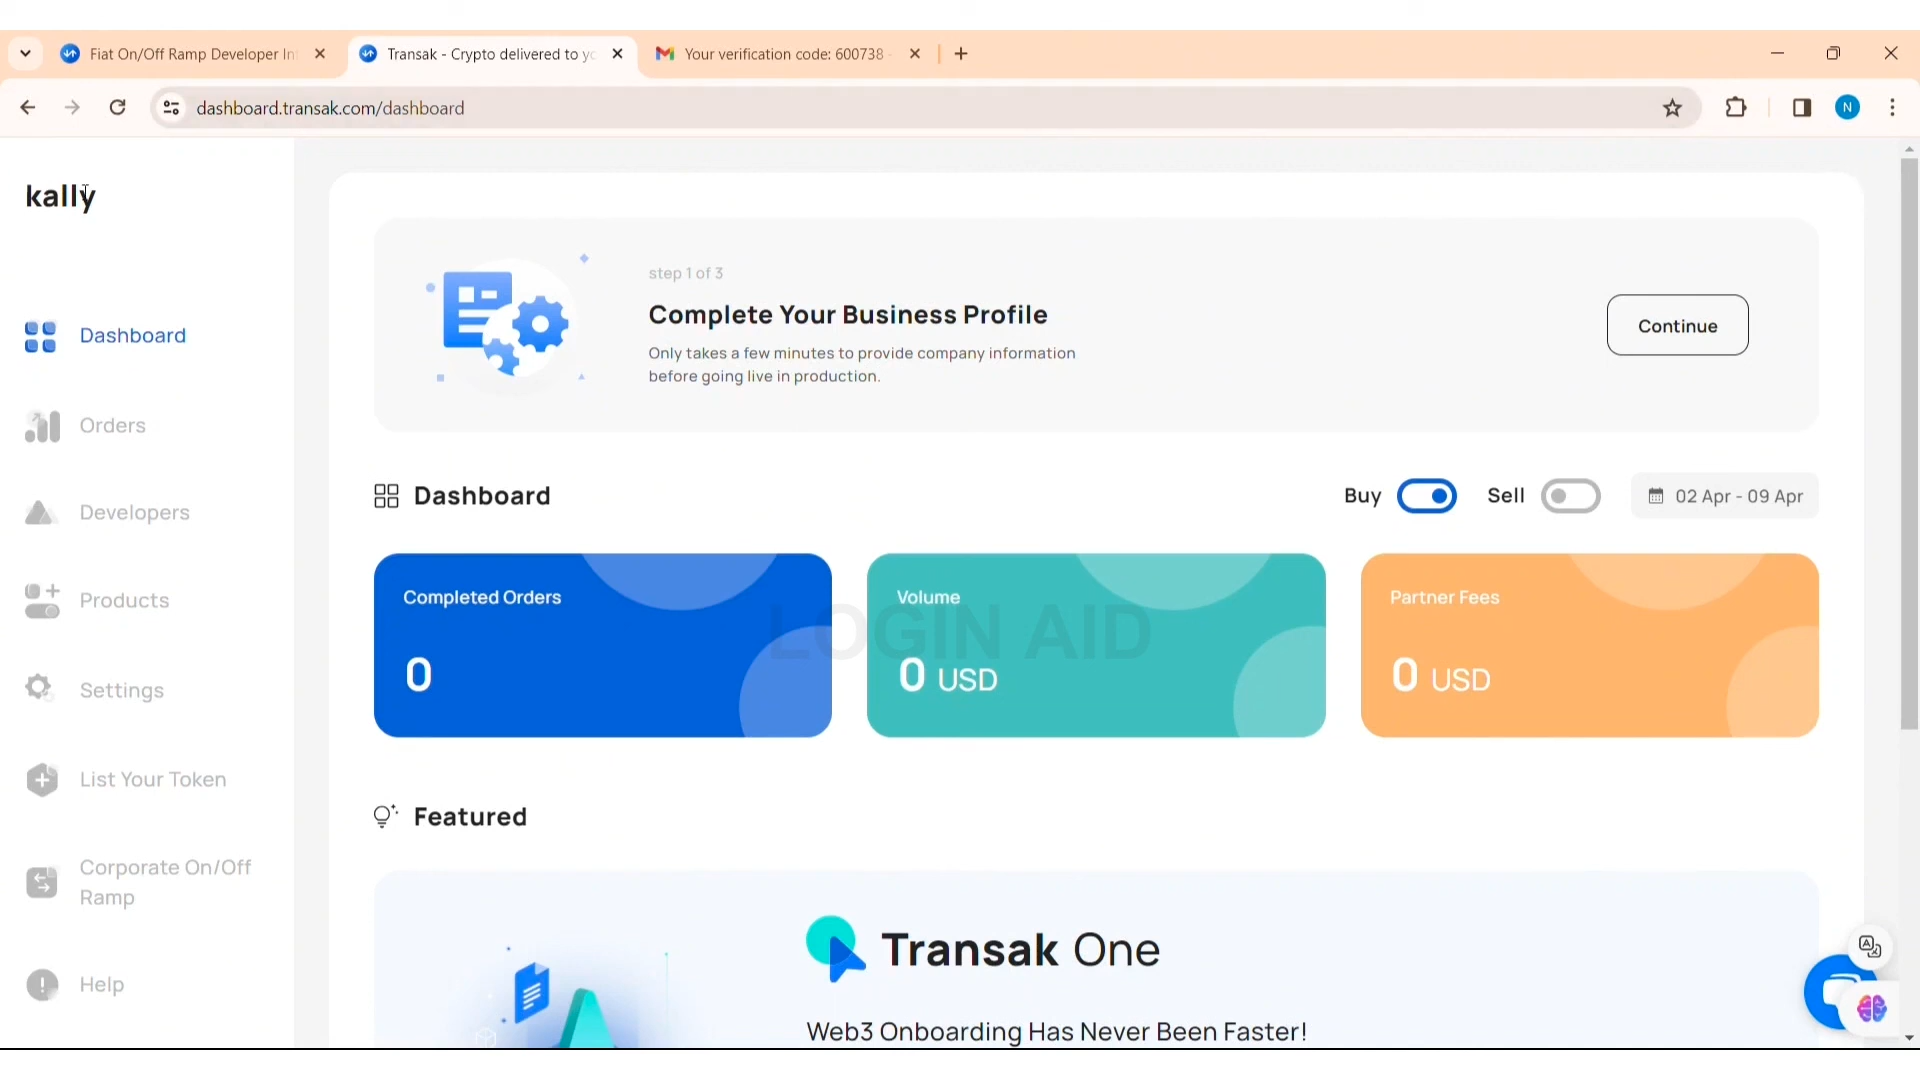 Fiat On/Off Ramp Developer In
Transak - Crypto delivered to yo
Your verification code: 600738 -
dashboard.transak.com/dashboard
N
kally
Dashboard
Orders
Developers
Products
Settings
List Your Token
Corporate On/Off
Ramp
Help
step 1 of 3
Complete Your Business Profile
Only takes a few minutes to provide company information
before going live in production.
Continue
Dashboard
Buy
Sell
02 Apr - 09 Apr
Completed Orders
0
Volume
0 USD
Partner Fees
0 USD
LOGIN AID
Featured
Transak One
Web3 Onboarding Has Never Been Faster!